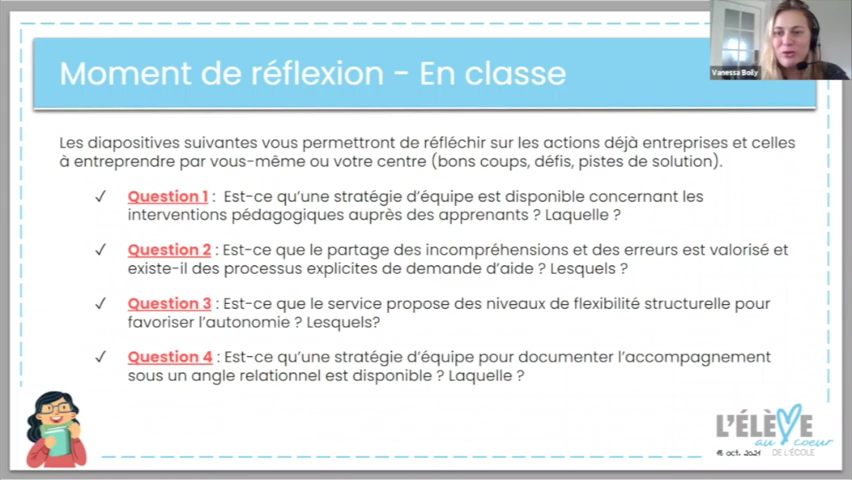 Moment de réflexion - En classe
Vanessa Boily
Les diapositives suivantes vous permettront de réfléchir sur les actions déjà entreprises et celles
à entreprendre par vous-même ou votre centre (bons coups, défis, pistes de solution).
✓ Question 1 : Est-ce qu'une stratégie d'équipe est disponible concernant les
interventions pédagogiques auprès des apprenants ? Laquelle ?
✓ Question 2 : Est-ce que le partage des incompréhensions et des erreurs est valorisé et
existe-il des processus explicites de demande d'aide ? Lesquels ?
✓ Question 3 : Est-ce que le service propose des niveaux de flexibilité structurelle pour
favoriser l'autonomie ? Lesquels?
✓ Question 4 : Est-ce qu'une stratégie d'équipe pour documenter l'accompagnement
sous un angle relationnel est disponible ? Laquelle ?
L'ÉLÈVE
au coeur
DE L'ÉCOLE
oct. 2021